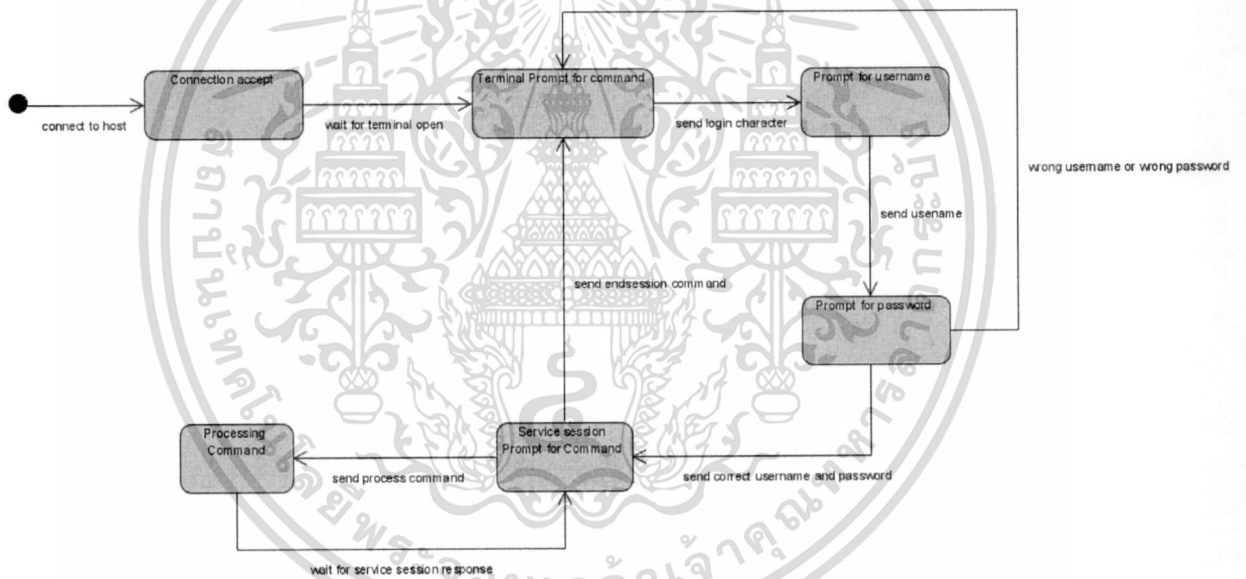 Connection accept
Terminal Prompt for command
Prompt for username
connect to host
wait for terminal open
send login character
wrong username or wrong password
send usename
send endsession command
Prompt for password
Processing
Command
Service session
Prompt for Command
send process command
send correct username and password
wait for service session response